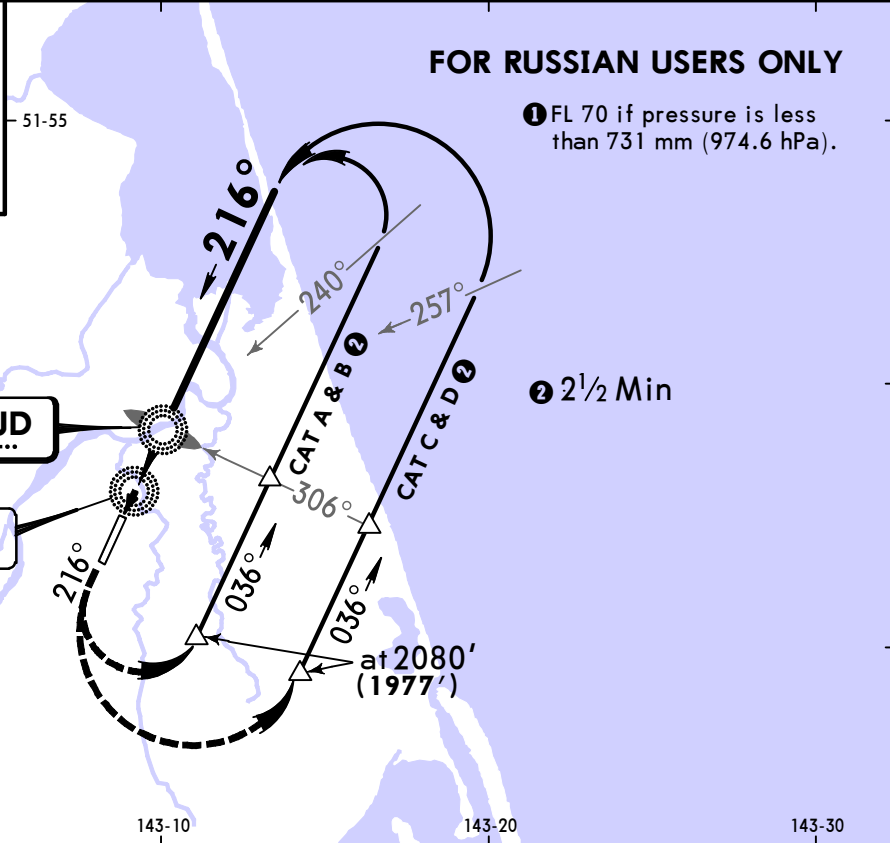 FOR RUSSIAN USERS ONLY
51-55
❶ FL 70 if pressure is less
than 731 mm (974.6 hPa).
216°
240°
257°
CAT A & B ❷
CAT C & D ❷
❷ 2½ Min
UD
306°
216°
036°
036°
at 2080'
(1977')
143-10
143-20
143-30